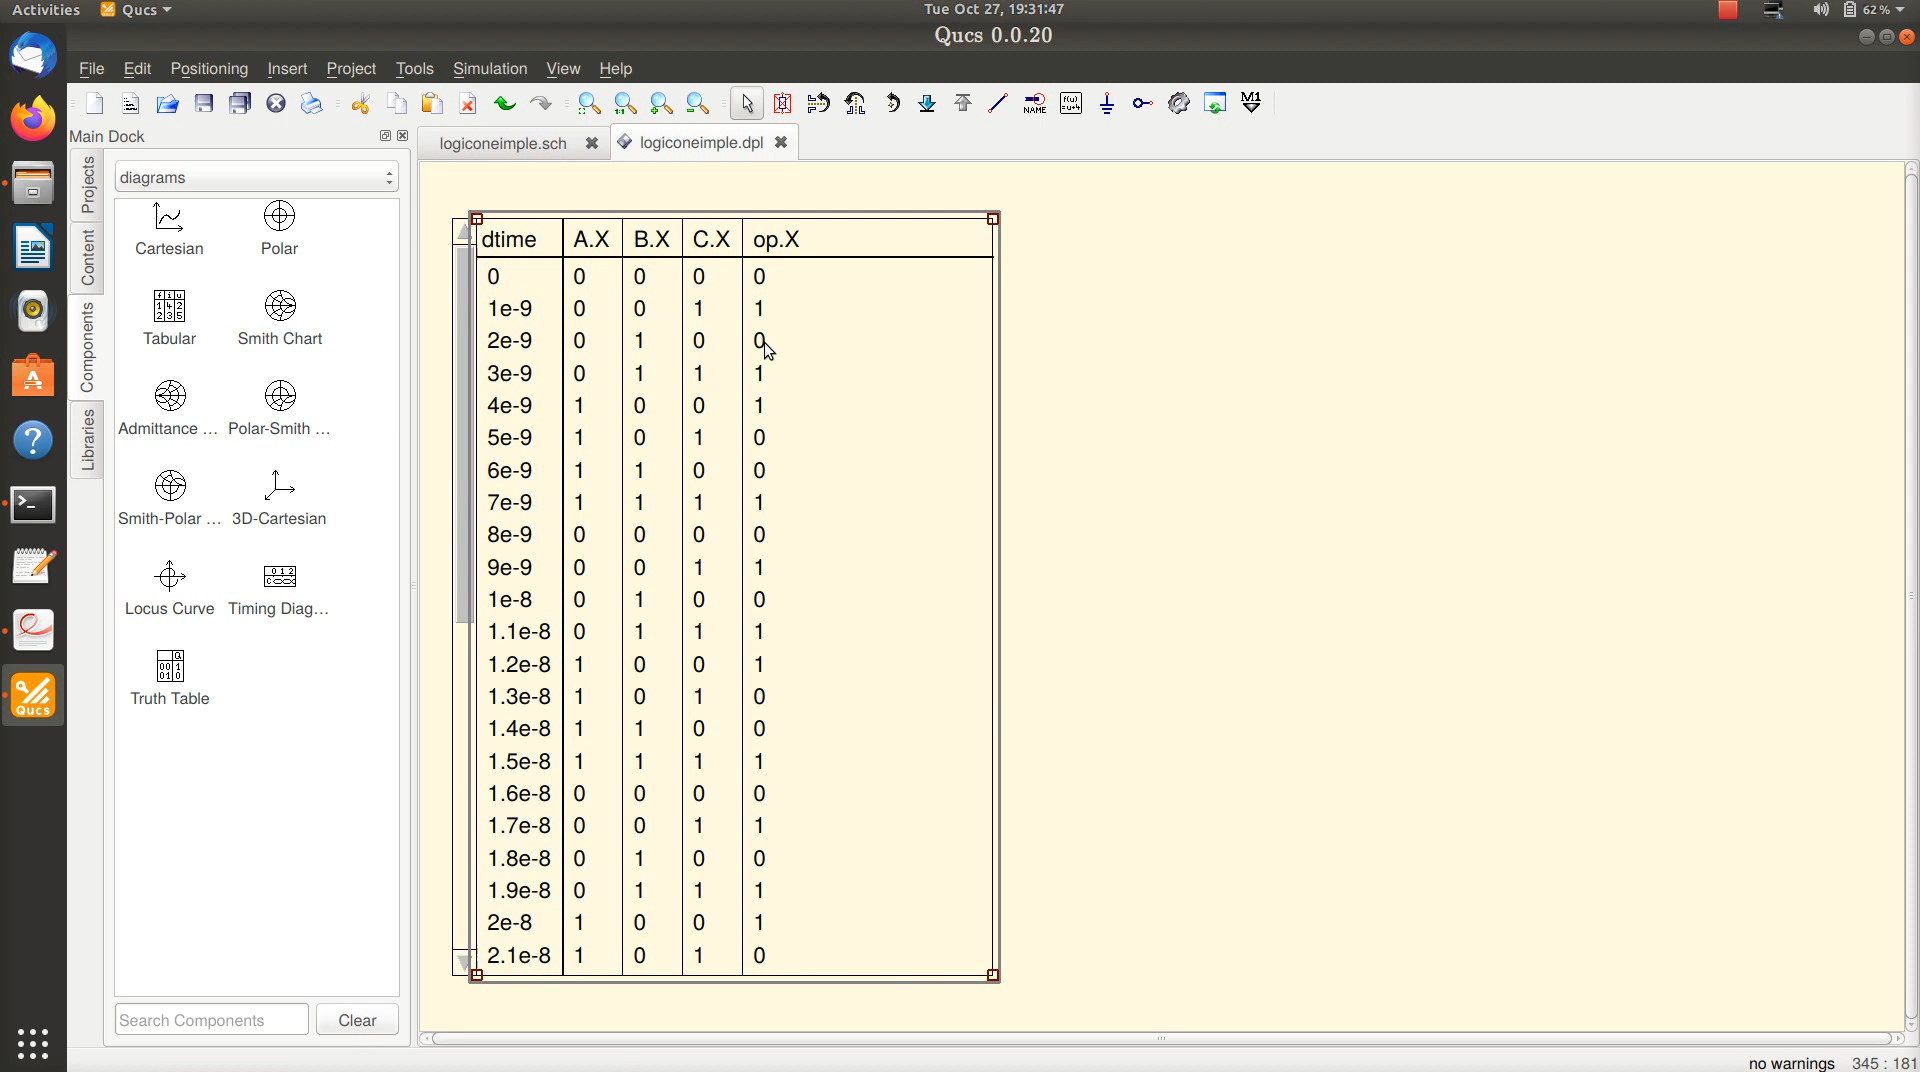 Activities Qucs Tue Oct 27, 19:31:47 62%
Qucs 0.0.20
File Edit Positioning Insert Project Tools Simulation View Help
NAME
M1
Main Dock
logiconeimple.sch logiconeimple.dpl
Projects
Content
Components
Libraries
diagrams
Cartesian Polar
Tabular Smith Chart
Admittance ... Polar-Smith ...
Smith-Polar ... 3D-Cartesian
Locus Curve Timing Diag...
Truth Table
Search Components Clear
Qucs
dtime A.X B.X C.X op.X
0 0 0 0 0
1e-9 0 0 1 1
2e-9 0 1 0 0
3e-9 0 1 1 1
4e-9 1 0 0 1
5e-9 1 0 1 0
6e-9 1 1 0 0
7e-9 1 1 1 1
8e-9 0 0 0 0
9e-9 0 0 1 1
1e-8 0 1 0 0
1.1e-8 0 1 1 1
1.2e-8 1 0 0 1
1.3e-8 1 0 1 0
1.4e-8 1 1 0 0
1.5e-8 1 1 1 1
1.6e-8 0 0 0 0
1.7e-8 0 0 1 1
1.8e-8 0 1 0 0
1.9e-8 0 1 1 1
2e-8 1 0 0 1
2.1e-8 1 0 1 0
no warnings 345 : 181